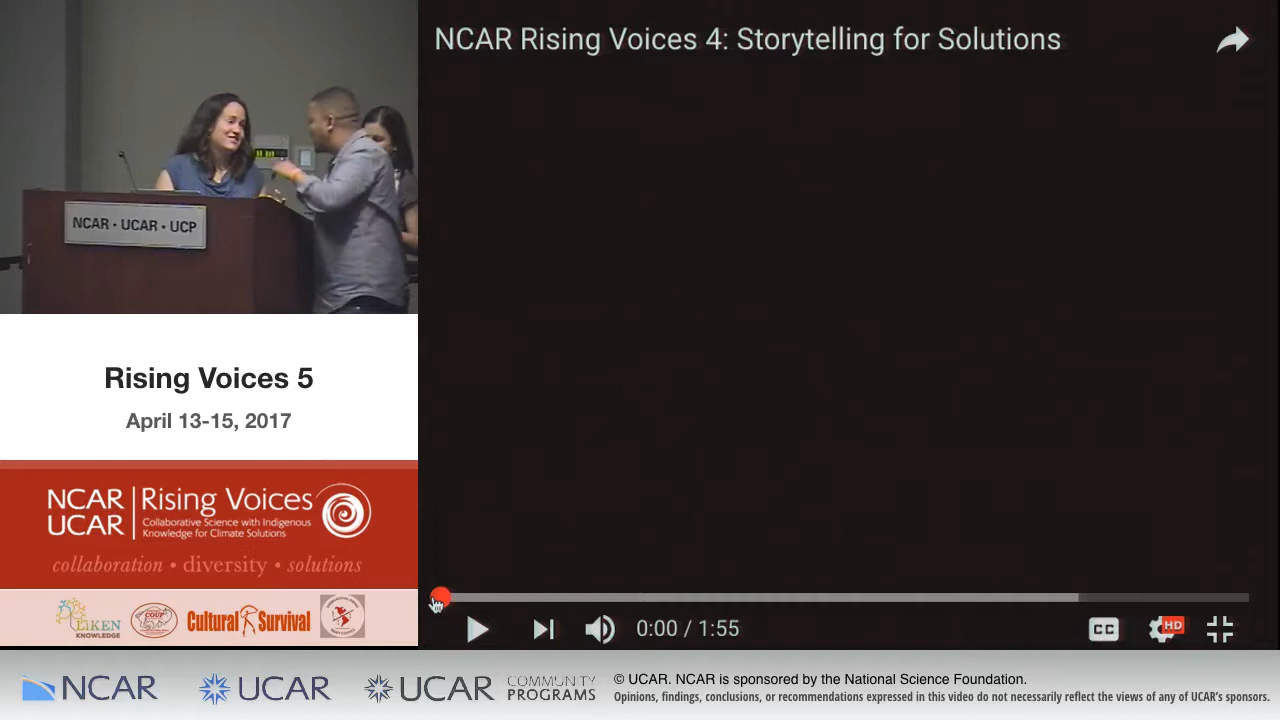 NCAR Rising Voices 4: Storytelling for Solutions
NCAR • UCAR • UCP
Rising Voices 5
April 13-15, 2017
NCAR
UCAR
Rising Voices
Collaborative Science with Indigenous
Knowledge for Climate Solutions
collaboration • diversity • solutions
LIKEN
KNOWLEDGE
Cultural Survival
0:00 / 1:55
CC
HD
NCAR
UCAR
UCAR
COMMUNITY
PROGRAMS
© UCAR. NCAR is sponsored by the National Science Foundation.
Opinions, findings, conclusions, or recommendations expressed in this video do not necessarily reflect the views of any of UCAR's sponsors.